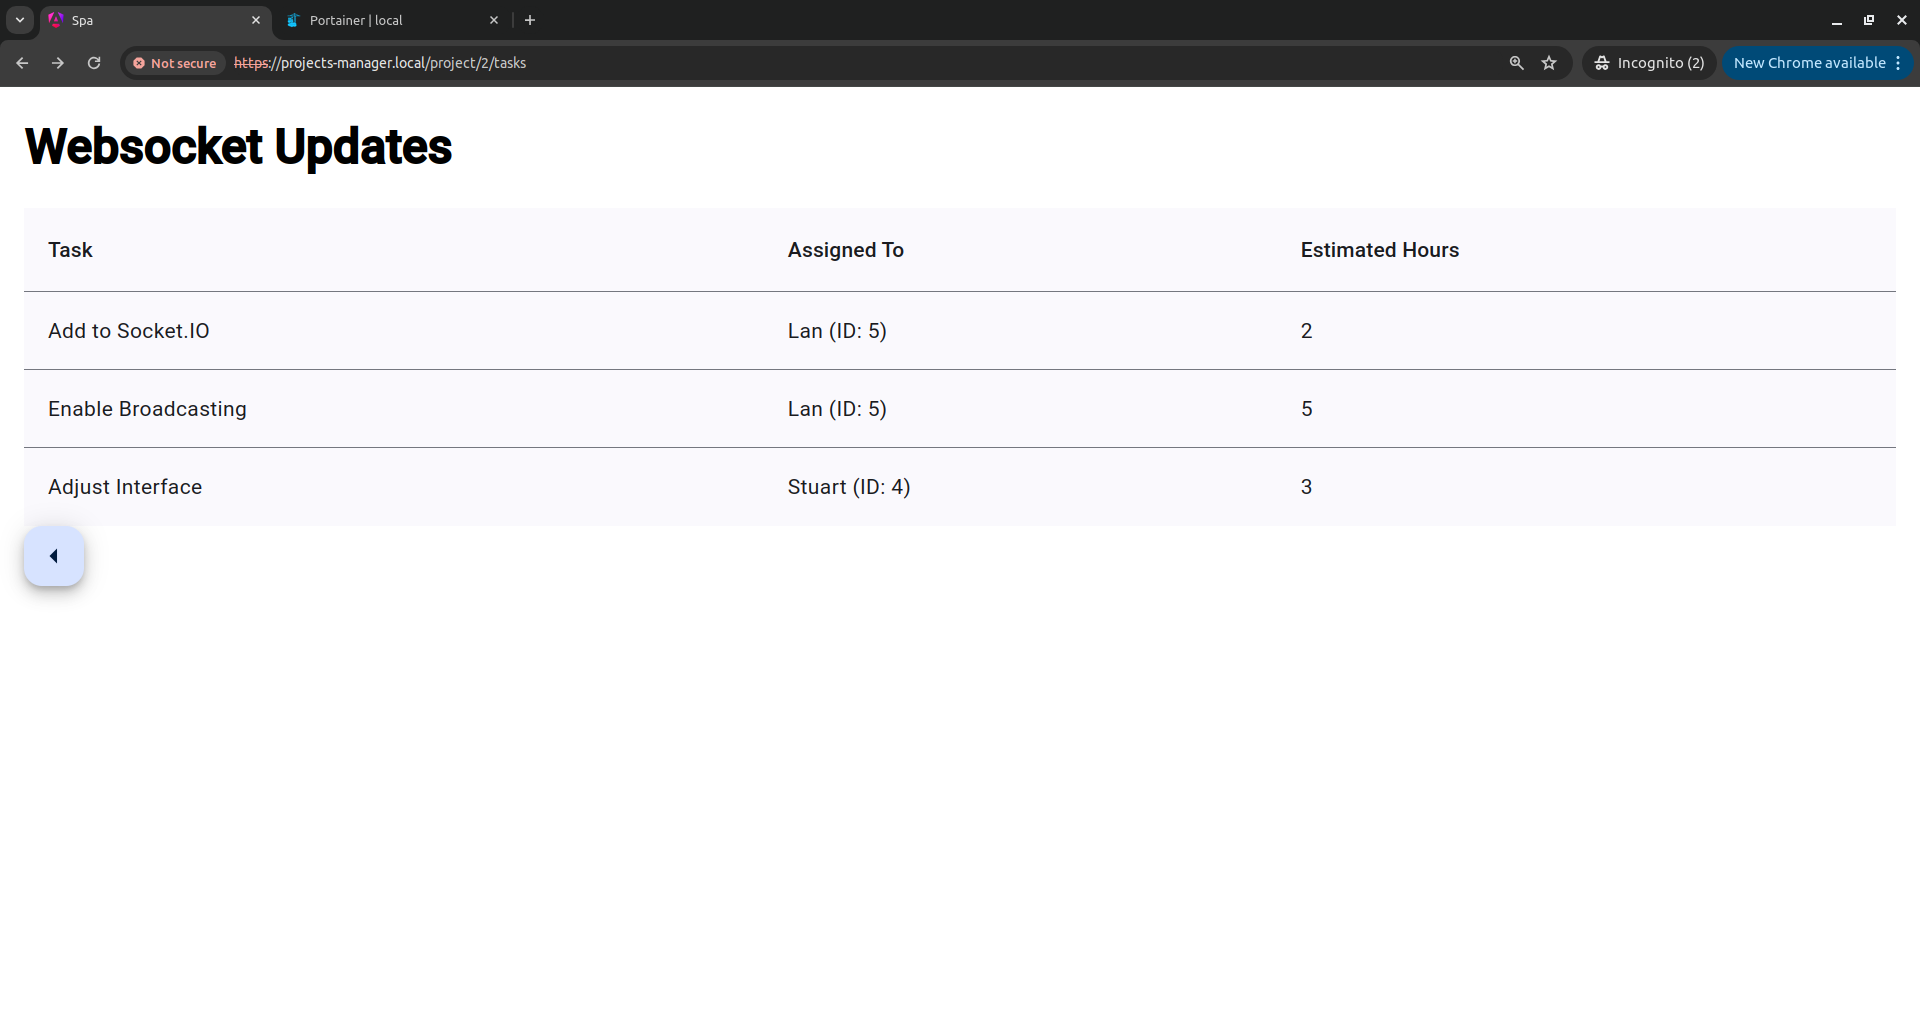 Spa
Portainer | local
Not secure https://projects-manager.local/project/2/tasks Incognito (2) New Chrome available
Websocket Updates
Task Assigned To Estimated Hours
Add to Socket.IO Lan (ID: 5) 2
Enable Broadcasting Lan (ID: 5) 5
Adjust Interface Stuart (ID: 4) 3